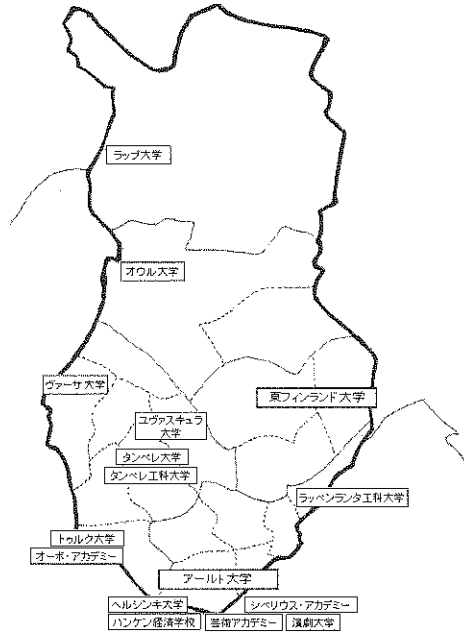 ラップ大学
オウル大学
ヴァーサ大学
東フィンランド大学
ユヴァスキュラ
大学
タンペレ大学
タンペレ工科大学
ラッペンランタ工科大学
トゥルク大学
オーボ・アカデミー
アールト大学
ヘルシンキ大学
シベリウス・アカデミー
ハンケン経済学校
芸術アカデミー
演劇大学